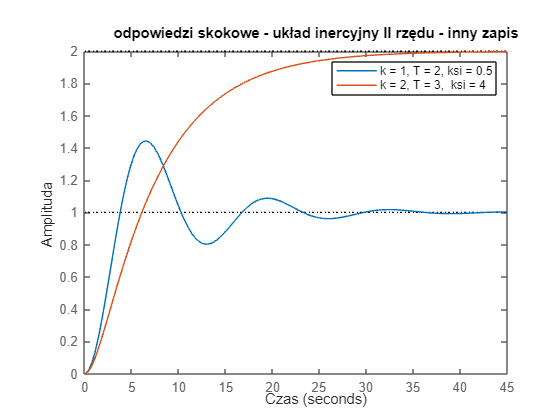 odpowiedzi skokowe - układ inercyjny II rzędu - inny zapis
k = 1, T = 2, ksi = 0.5
k = 2, T = 3,  ksi = 4
Amplituda
2
1.8
1.6
1.4
1.2
1
0.8
0.6
0.4
0.2
0
0 5 10 15 20 25 30 35 40 45
Czas (seconds)